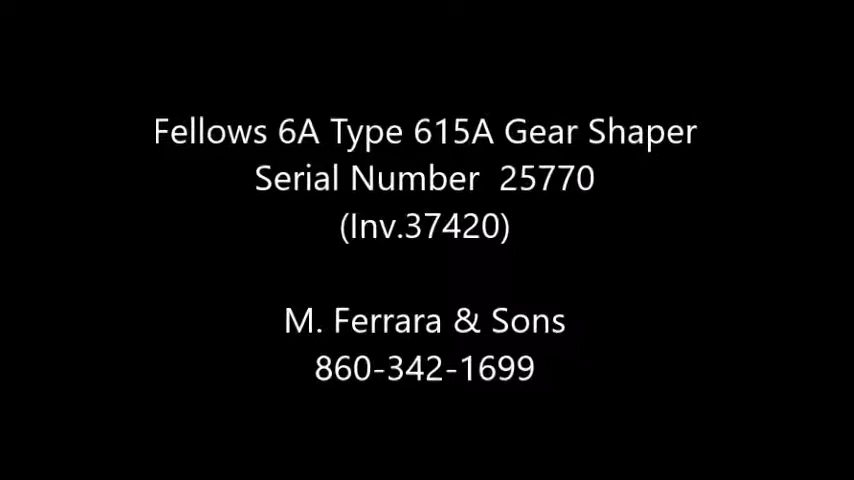 Fellows 6A Type 615A Gear Shaper
Serial Number  25770
(Inv.37420)
M. Ferrara & Sons
860-342-1699